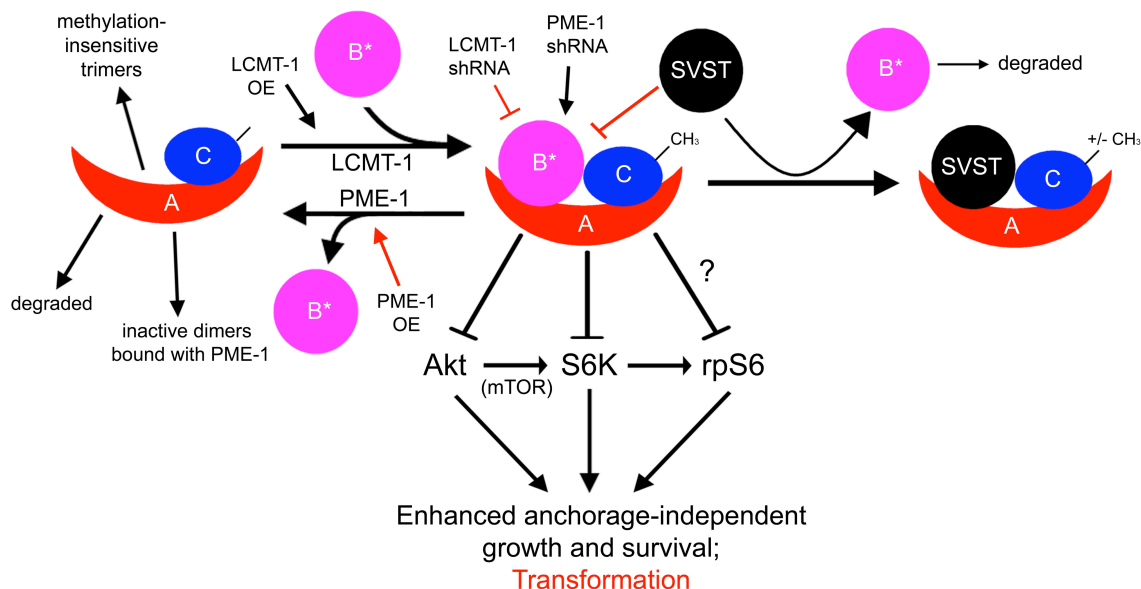 methylation-
insensitive
trimers
LCMT-1
OE
B*
LCMT-1
shRNA
PME-1
shRNA
SVST
B*
degraded
C
A
LCMT-1
PME-1
B*
PME-1
OE
degraded
inactive dimers
bound with PME-1
B*
C
CH₃
A
?
SVST
C
+/- CH₃
A
Akt
(mTOR)
S6K
rpS6
Enhanced anchorage-independent
growth and survival;
Transformation